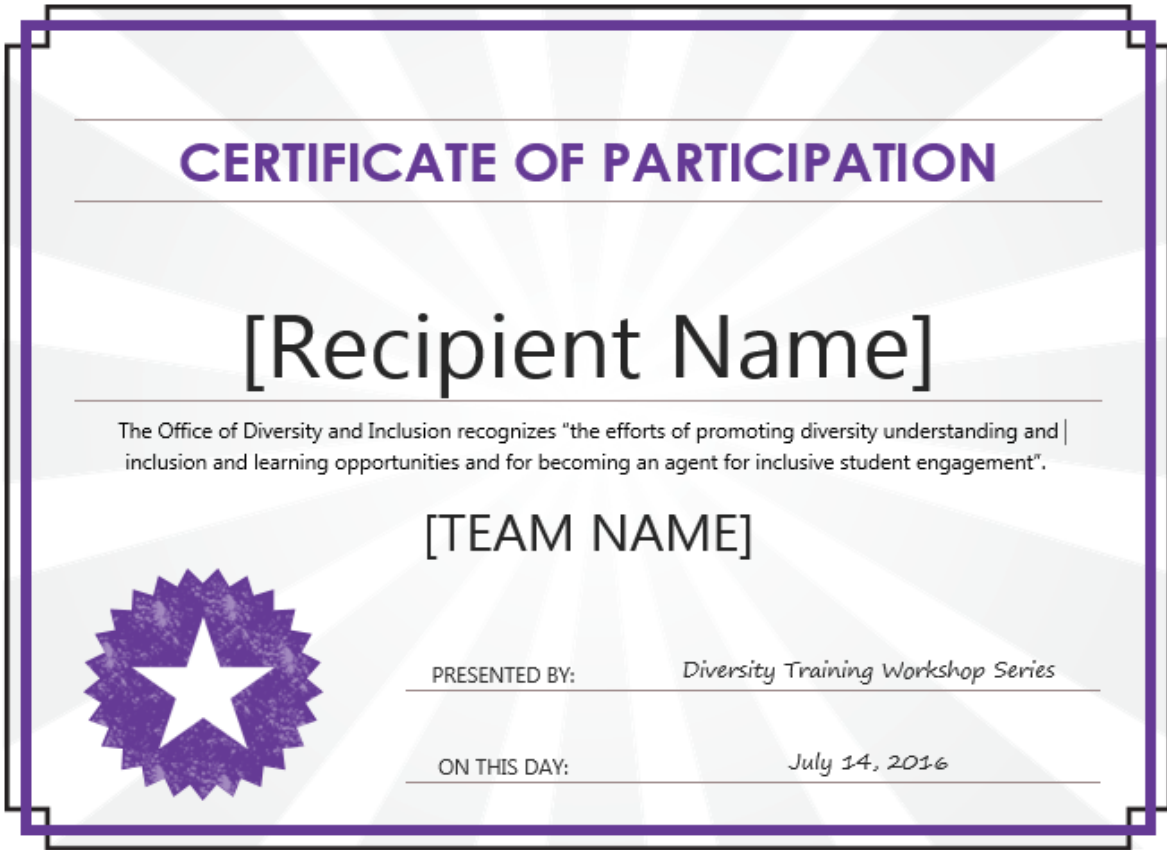 CERTIFICATE OF PARTICIPATION
[Recipient Name]
The Office of Diversity and Inclusion recognizes “the efforts of promoting diversity understanding and
inclusion and learning opportunities and for becoming an agent for inclusive student engagement”.
[TEAM NAME]
PRESENTED BY: Diversity Training Workshop Series
ON THIS DAY: July 14, 2016